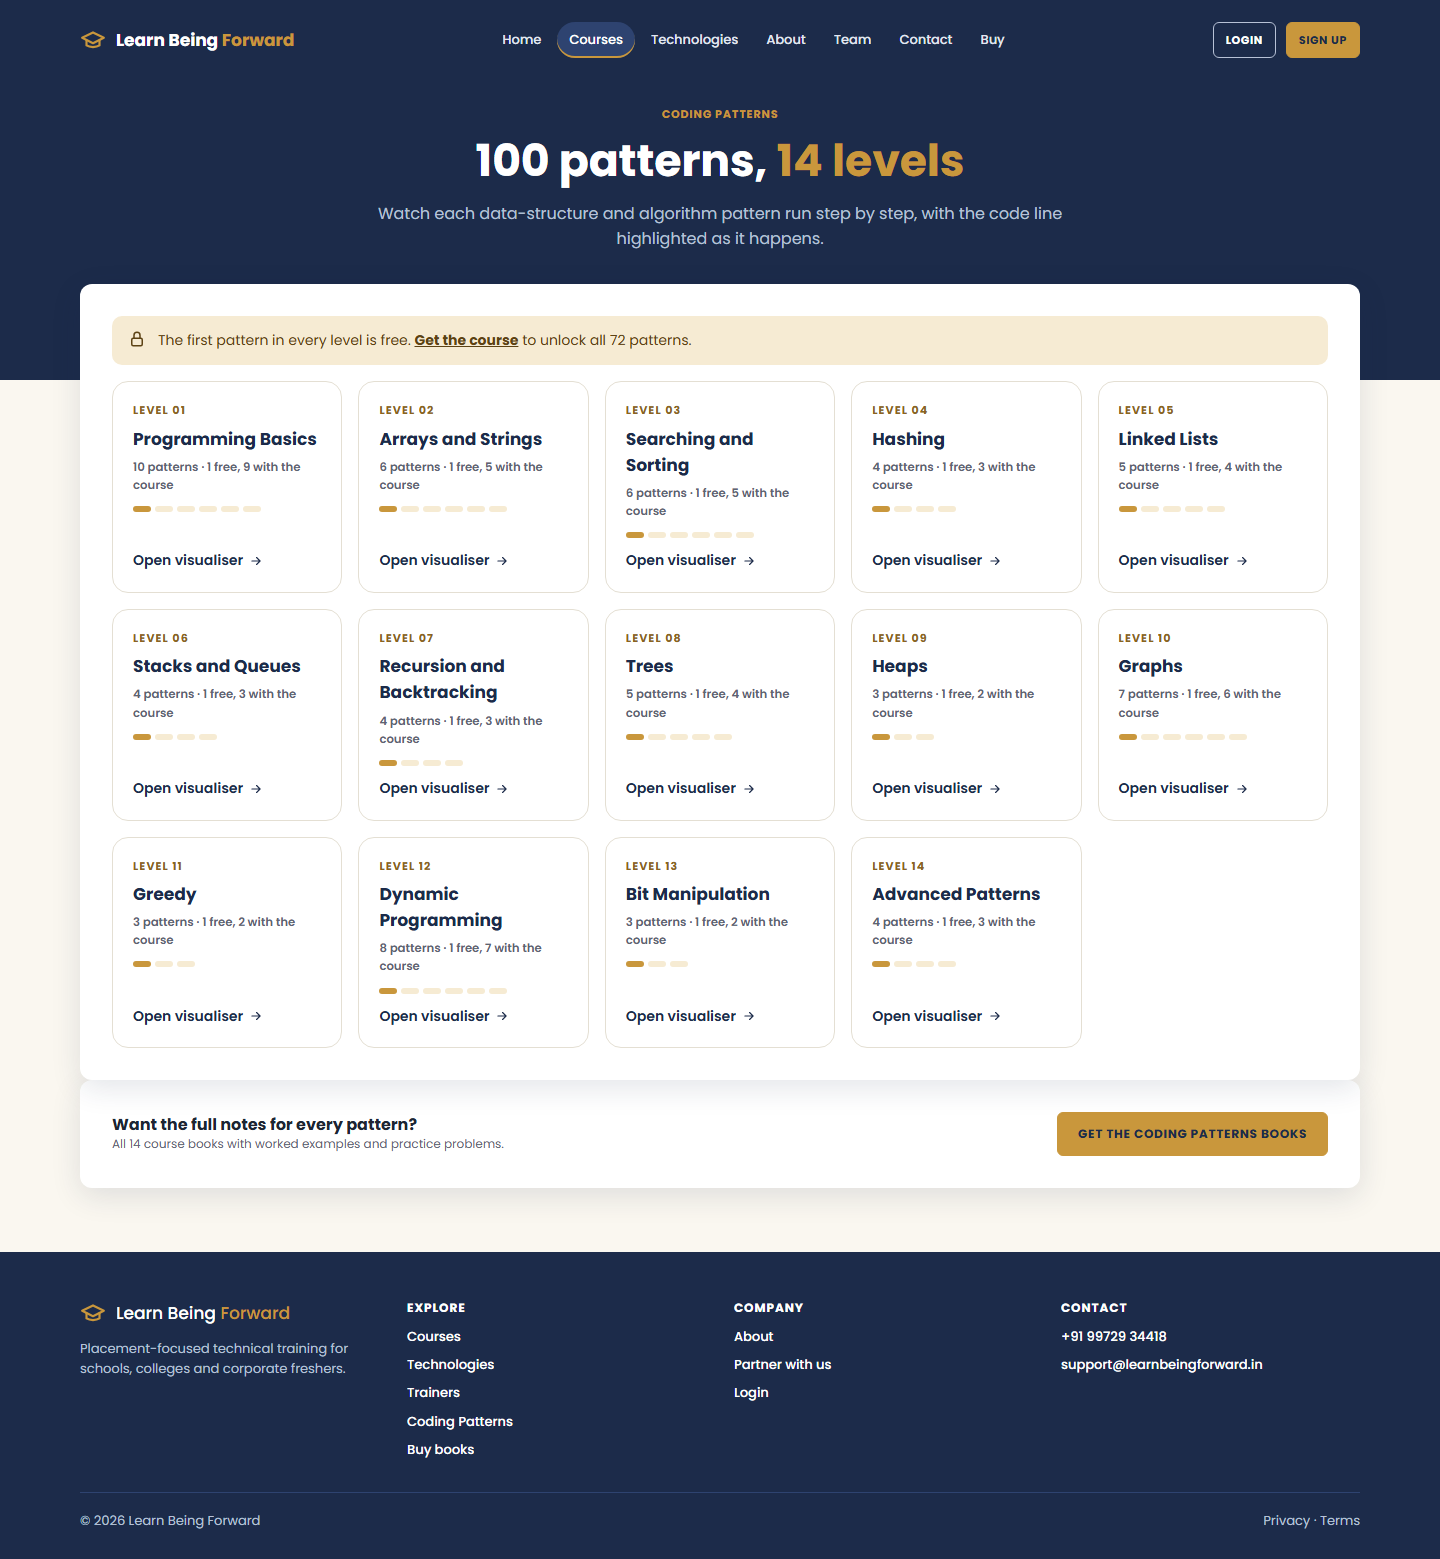 Learn Being Forward
Home Courses Technologies About Team Contact Buy
LOGIN SIGN UP
CODING PATTERNS
100 patterns, 14 levels
Watch each data-structure and algorithm pattern run step by step, with the code line
highlighted as it happens.
The first pattern in every level is free. Get the course to unlock all 72 patterns.
LEVEL 01
Programming Basics
10 patterns · 1 free, 9 with the
course
Open visualiser →
LEVEL 02
Arrays and Strings
6 patterns · 1 free, 5 with the
course
Open visualiser →
LEVEL 03
Searching and
Sorting
6 patterns · 1 free, 5 with the
course
Open visualiser →
LEVEL 04
Hashing
4 patterns · 1 free, 3 with the
course
Open visualiser →
LEVEL 05
Linked Lists
5 patterns · 1 free, 4 with the
course
Open visualiser →
LEVEL 06
Stacks and Queues
4 patterns · 1 free, 3 with the
course
Open visualiser →
LEVEL 07
Recursion and
Backtracking
4 patterns · 1 free, 3 with the
course
Open visualiser →
LEVEL 08
Trees
5 patterns · 1 free, 4 with the
course
Open visualiser →
LEVEL 09
Heaps
3 patterns · 1 free, 2 with the
course
Open visualiser →
LEVEL 10
Graphs
7 patterns · 1 free, 6 with the
course
Open visualiser →
LEVEL 11
Greedy
3 patterns · 1 free, 2 with the
course
Open visualiser →
LEVEL 12
Dynamic
Programming
8 patterns · 1 free, 7 with the
course
Open visualiser →
LEVEL 13
Bit Manipulation
3 patterns · 1 free, 2 with the
course
Open visualiser →
LEVEL 14
Advanced Patterns
4 patterns · 1 free, 3 with the
course
Open visualiser →
Want the full notes for every pattern?
All 14 course books with worked examples and practice problems.
GET THE CODING PATTERNS BOOKS
Learn Being Forward
Placement-focused technical training for
schools, colleges and corporate freshers.
EXPLORE
Courses
Technologies
Trainers
Coding Patterns
Buy books
COMPANY
About
Partner with us
Login
CONTACT
+91 99729 34418
support@learnbeingforward.in
© 2026 Learn Being Forward
Privacy · Terms